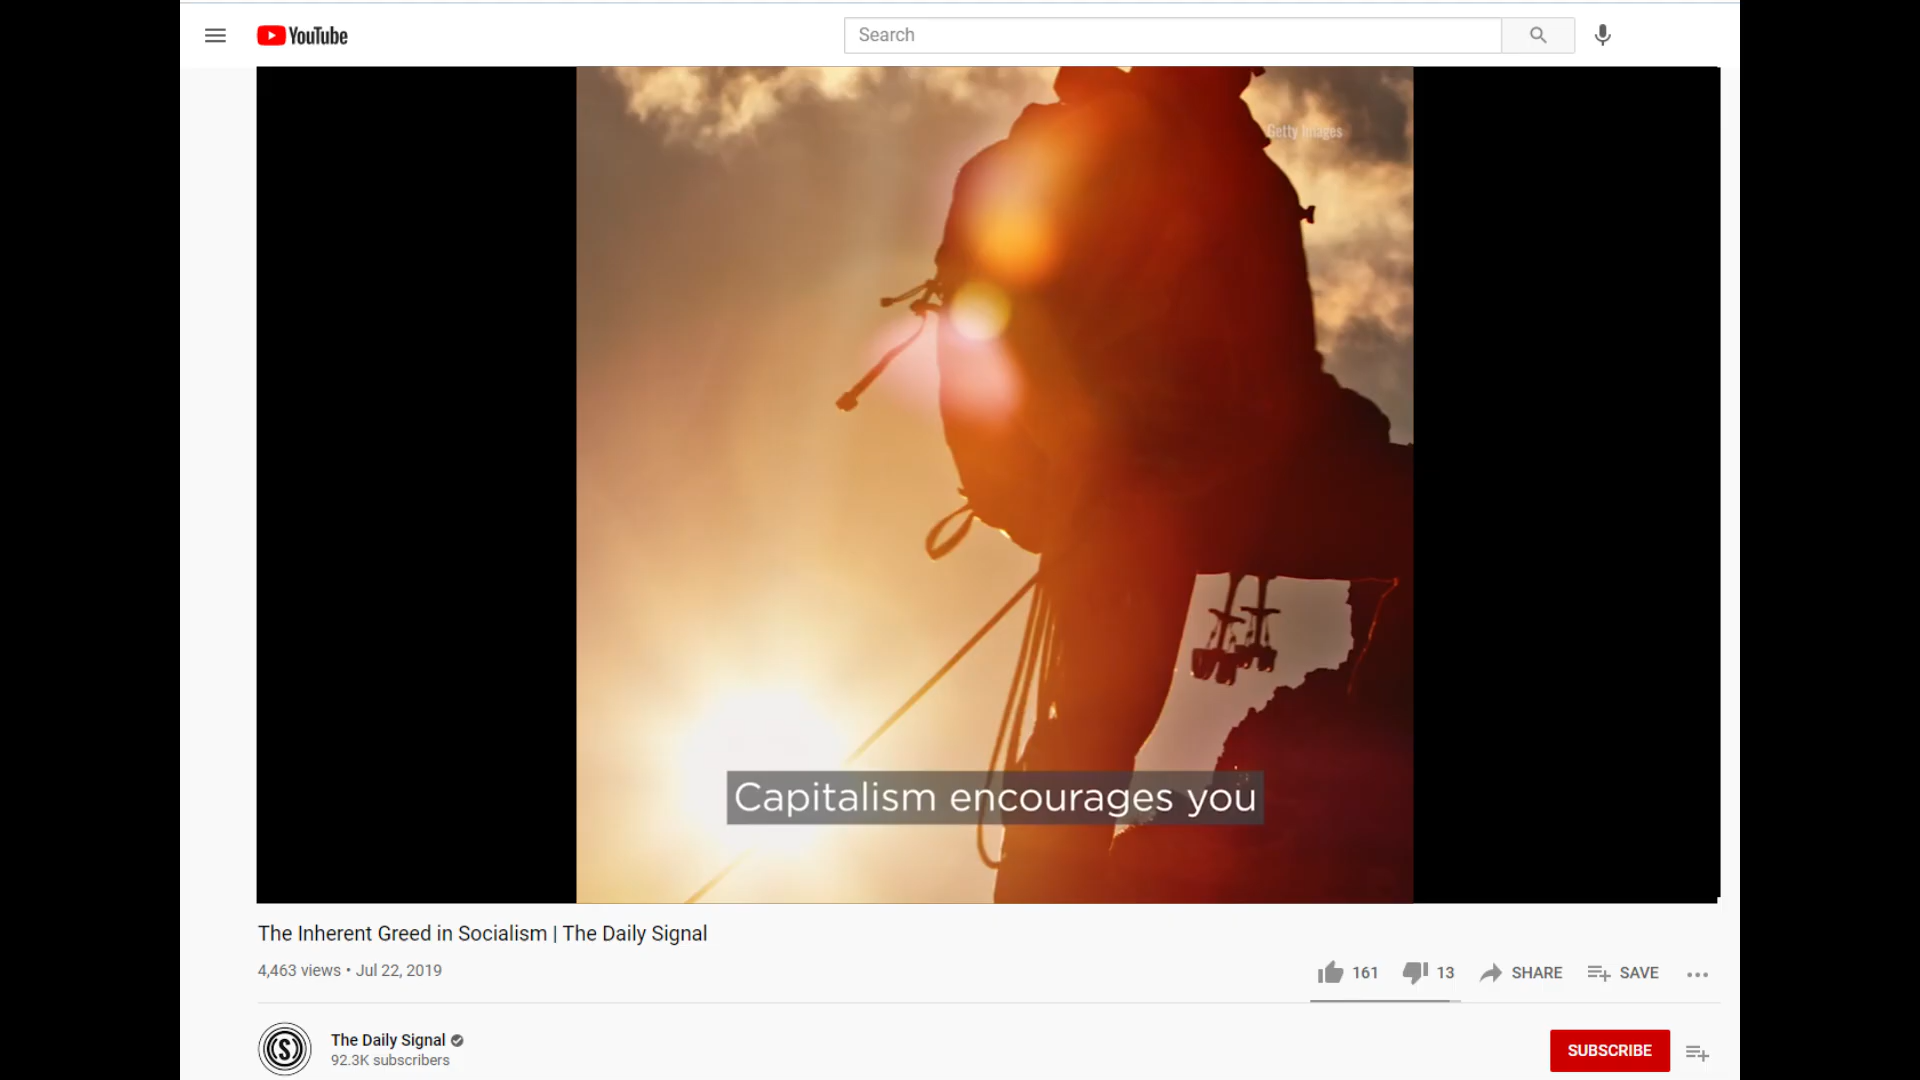 YouTube
Search
Getty Images
Capitalism encourages you
The Inherent Greed in Socialism | The Daily Signal
4,463 views • Jul 22, 2019
161
13
SHARE
SAVE
The Daily Signal
92.3K subscribers
SUBSCRIBE